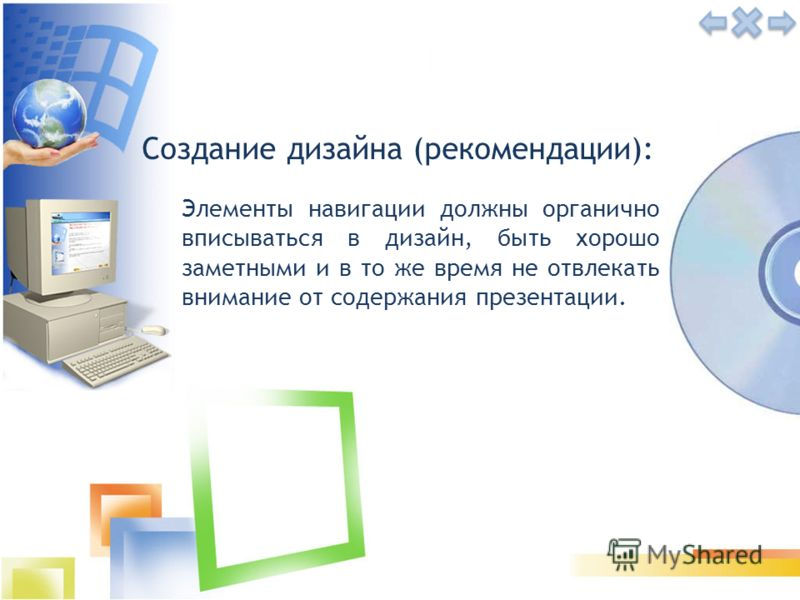 Создание дизайна (рекомендации):
Элементы навигации должны органично
вписываться в дизайн, быть хорошо
заметными и в то же время не отвлекать
внимание от содержания презентации.
MyShared